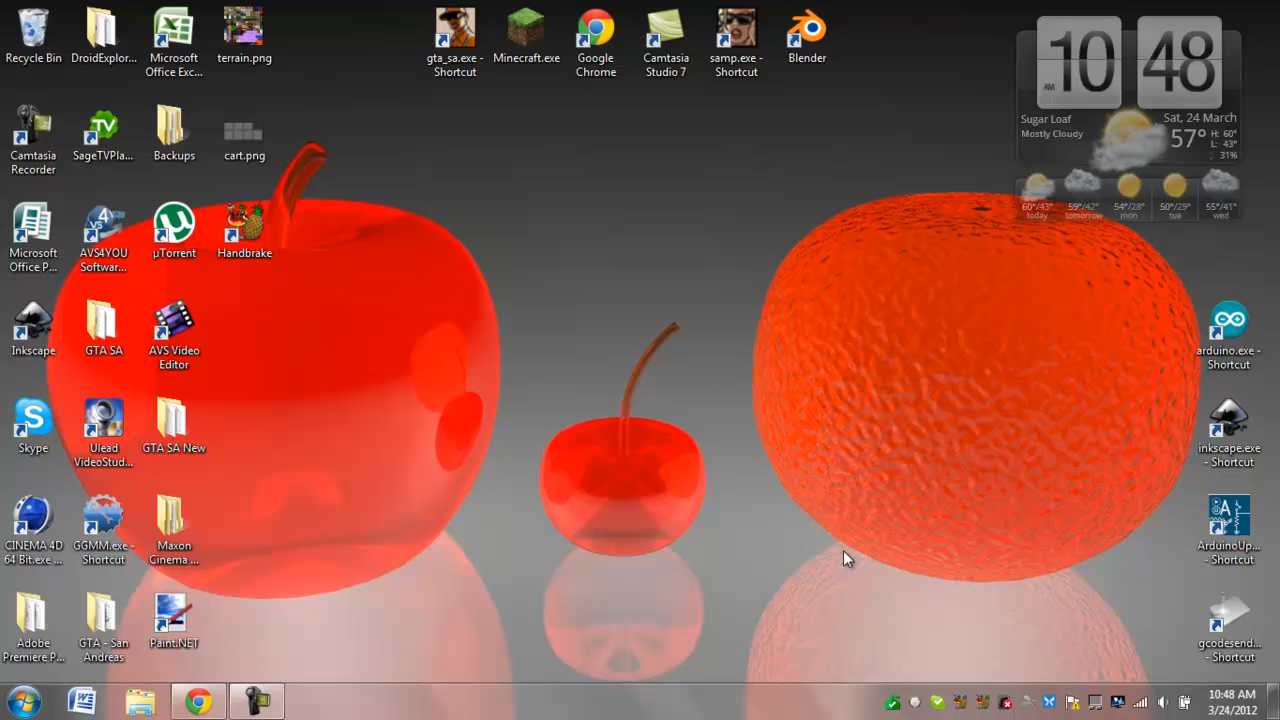 Recycle Bin
DroidExplor...
Microsoft
Office Exc...
terrain.png
gta_sa.exe -
Shortcut
Minecraft.exe
Google
Chrome
Camtasia
Studio 7
samp.exe -
Shortcut
Blender
AM
10
48
Sugar Loaf
Mostly Cloudy
Sat, 24 March
57°
H: 60°
L: 43°
31%
60°/43°
today
59°/42°
tomorrow
54°/28°
mon
50°/29°
tue
55°/41°
wed
Camtasia
Recorder
TV
SageTVPla...
Backups
cart.png
Microsoft
Office P...
AVS4YOU
Softwar...
µTorrent
Handbrake
Inkscape
GTA SA
AVS Video
Editor
arduino.exe -
Shortcut
Skype
Ulead
VideoStud...
GTA SA New
inkscape.exe
- Shortcut
CINEMA 4D
64 Bit.exe ...
GGMM.exe -
Shortcut
Maxon
Cinema ...
ArduinoUp...
- Shortcut
Adobe
Premiere P...
GTA - San
Andreas
Paint.NET
gcodesend...
- Shortcut
10:48 AM
3/24/2012